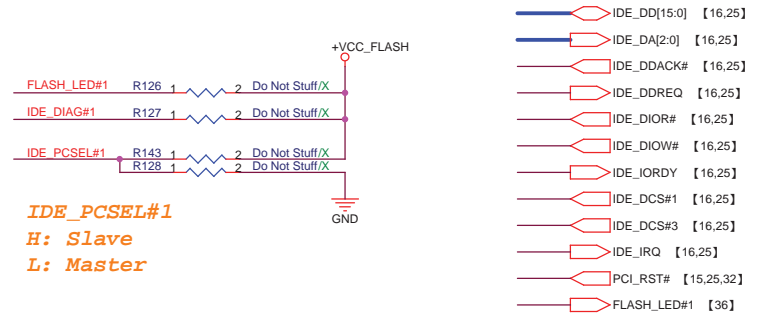 +VCC_FLASH
FLASH_LED#1 R126 1 2 Do Not Stuff/X
IDE_DIAG#1 R127 1 2 Do Not Stuff/X
IDE_PCSEL#1 R143 1 2 Do Not Stuff/X
R128 1 2 Do Not Stuff/X
GND
IDE_PCSEL#1
H: Slave
L: Master
IDE_DD[15:0] 【16,25】
IDE_DA[2:0] 【16,25】
IDE_DDACK# 【16,25】
IDE_DDREQ 【16,25】
IDE_DIOR# 【16,25】
IDE_DIOW# 【16,25】
IDE_IORDY 【16,25】
IDE_DCS#1 【16,25】
IDE_DCS#3 【16,25】
IDE_IRQ 【16,25】
PCI_RST# 【15,25,32】
FLASH_LED#1 【36】